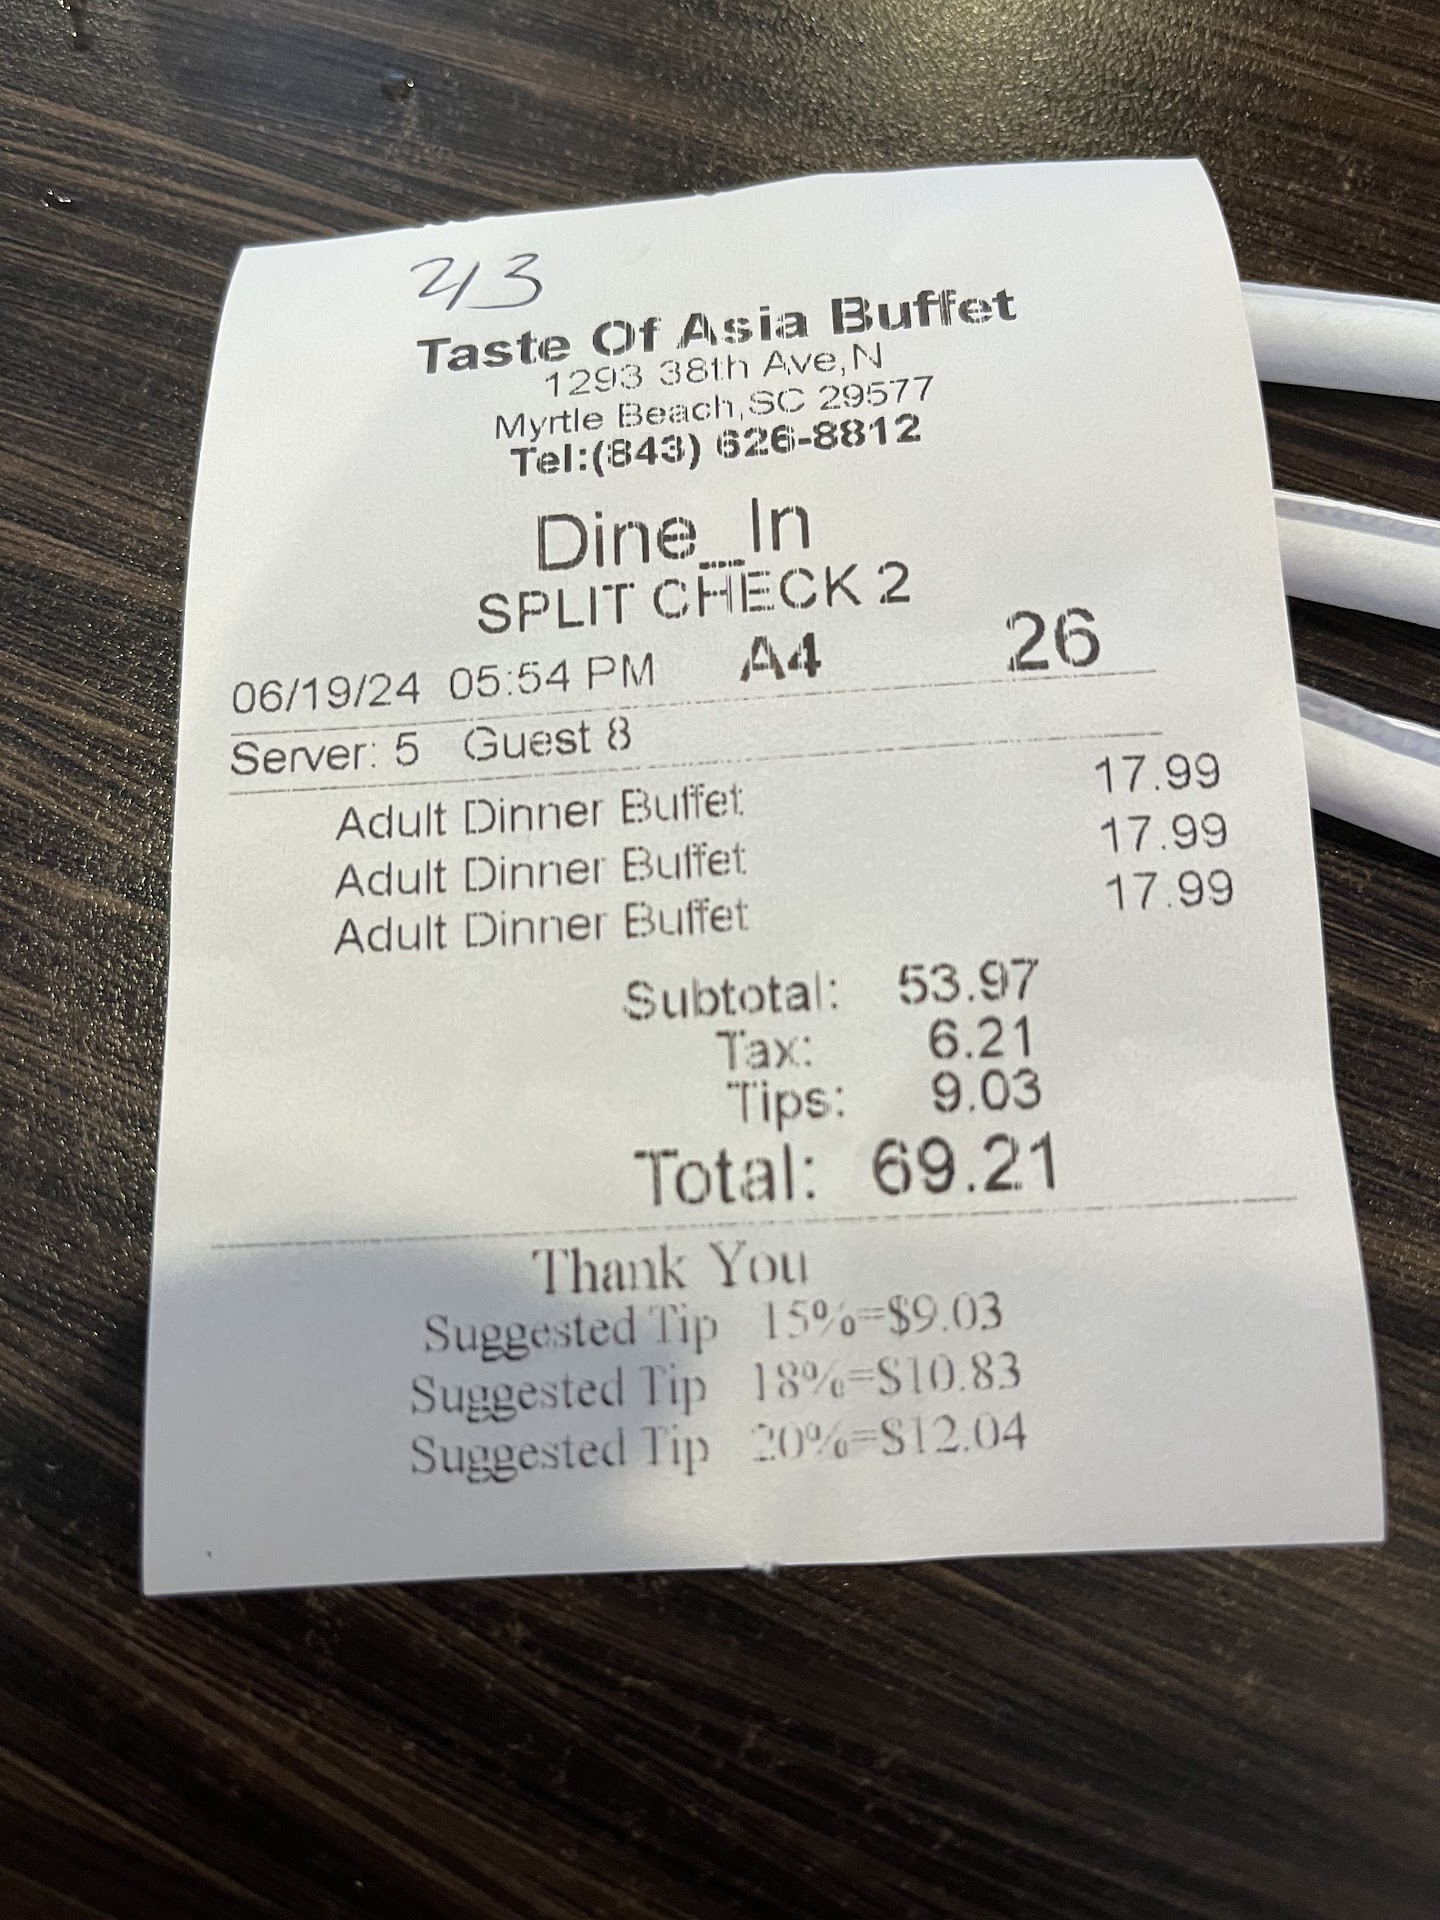 213
Taste Of Asia Buffet
1293 38th Ave,N
Myrtle Beach,SC 29577
Tel:(843) 626-8812
Dine_In
SPLIT CHECK 2
06/19/24 05:54 PM A4 26
Server: 5 Guest 8
Adult Dinner Buffet 17.99
Adult Dinner Buffet 17.99
Adult Dinner Buffet 17.99
Subtotal: 53.97
Tax: 6.21
Tips: 9.03
Total: 69.21
Thank You
Suggested Tip 15%=$9.03
Suggested Tip 18%=$10.83
Suggested Tip 20%=$12.04